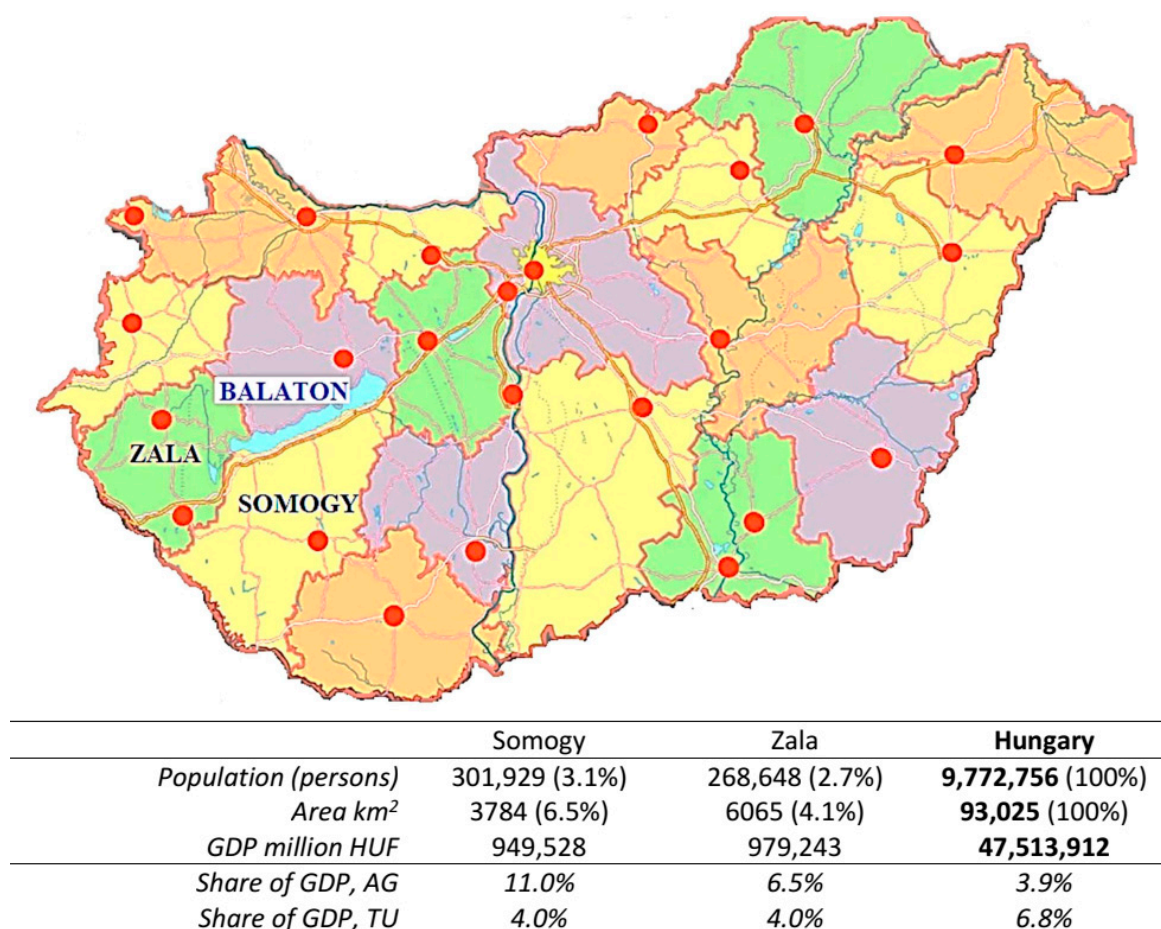 BALATON
ZALA
SOMOGY
Somogy Zala Hungary
Population (persons) 301,929 (3.1%) 268,648 (2.7%) 9,772,756 (100%)
Area km² 3784 (6.5%) 6065 (4.1%) 93,025 (100%)
GDP million HUF 949,528 979,243 47,513,912
Share of GDP, AG 11.0% 6.5% 3.9%
Share of GDP, TU 4.0% 4.0% 6.8%